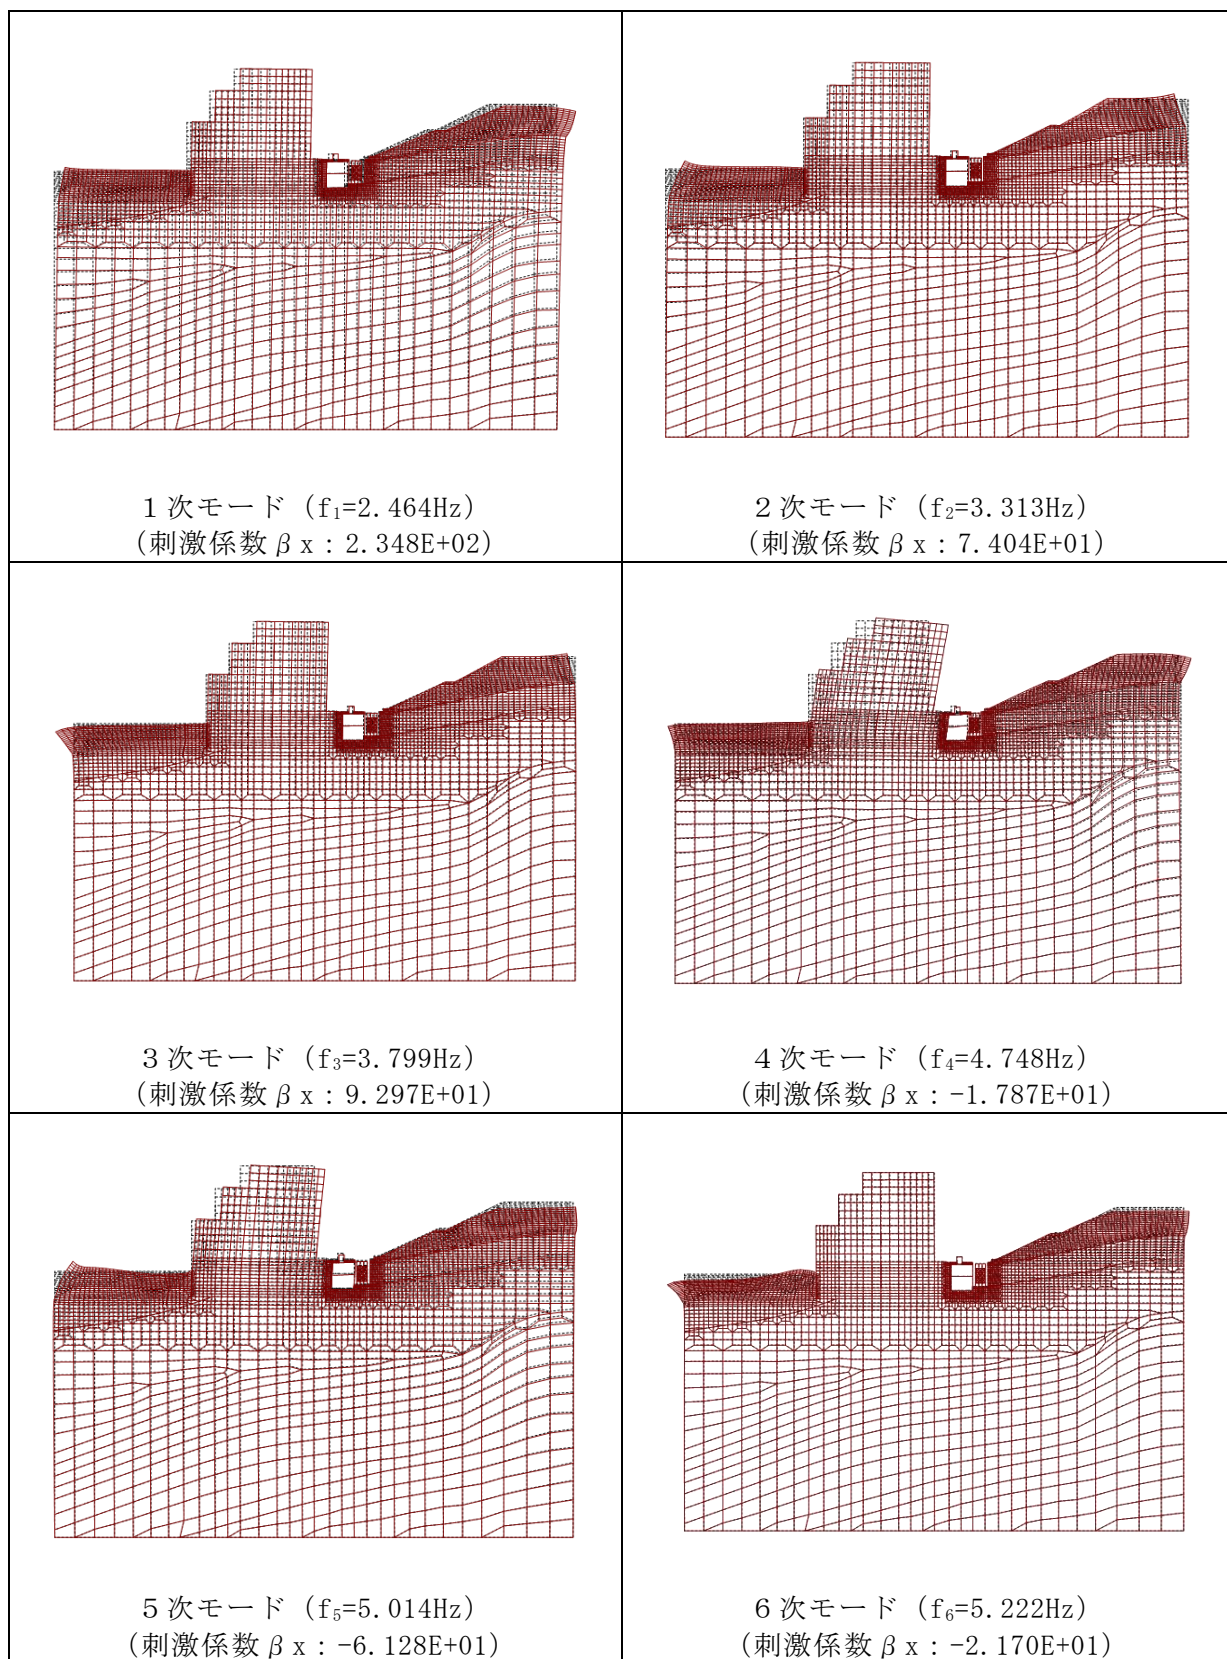 1次モード（f₁=2.464Hz）
（刺激係数βx：2.348E+02）
2次モード（f₂=3.313Hz）
（刺激係数βx：7.404E+01）
3次モード（f₃=3.799Hz）
（刺激係数βx：9.297E+01）
4次モード（f₄=4.748Hz）
（刺激係数βx：-1.787E+01）
5次モード（f₅=5.014Hz）
（刺激係数βx：-6.128E+01）
6次モード（f₆=5.222Hz）
（刺激係数βx：-2.170E+01）